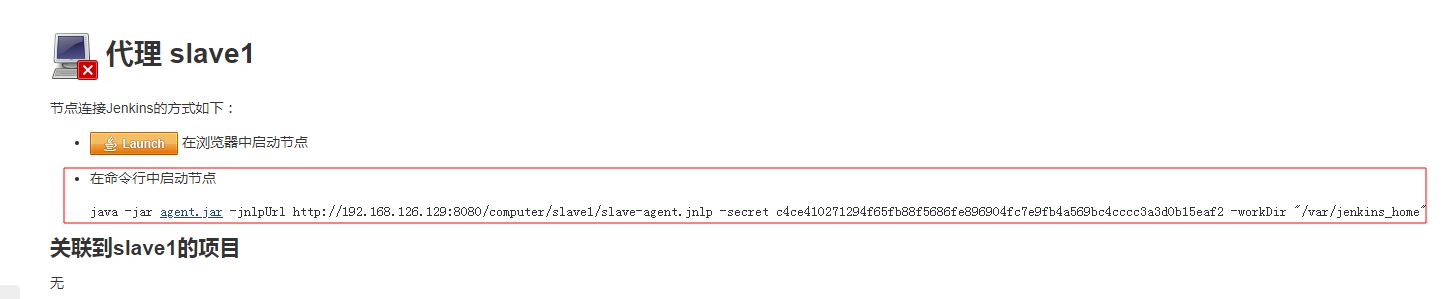 代理 slave1
节点连接Jenkins的方式如下：
Launch 在浏览器中启动节点
在命令行中启动节点
java -jar agent.jar -jnlpUrl http://192.168.126.129:8080/computer/slave1/slave-agent.jnlp -secret c4ce410271294f65fb88f5686fe896904fc7e9fb4a569bc4cccc3a3d0b15eaf2 -workDir "/var/jenkins_home"
关联到slave1的项目
无